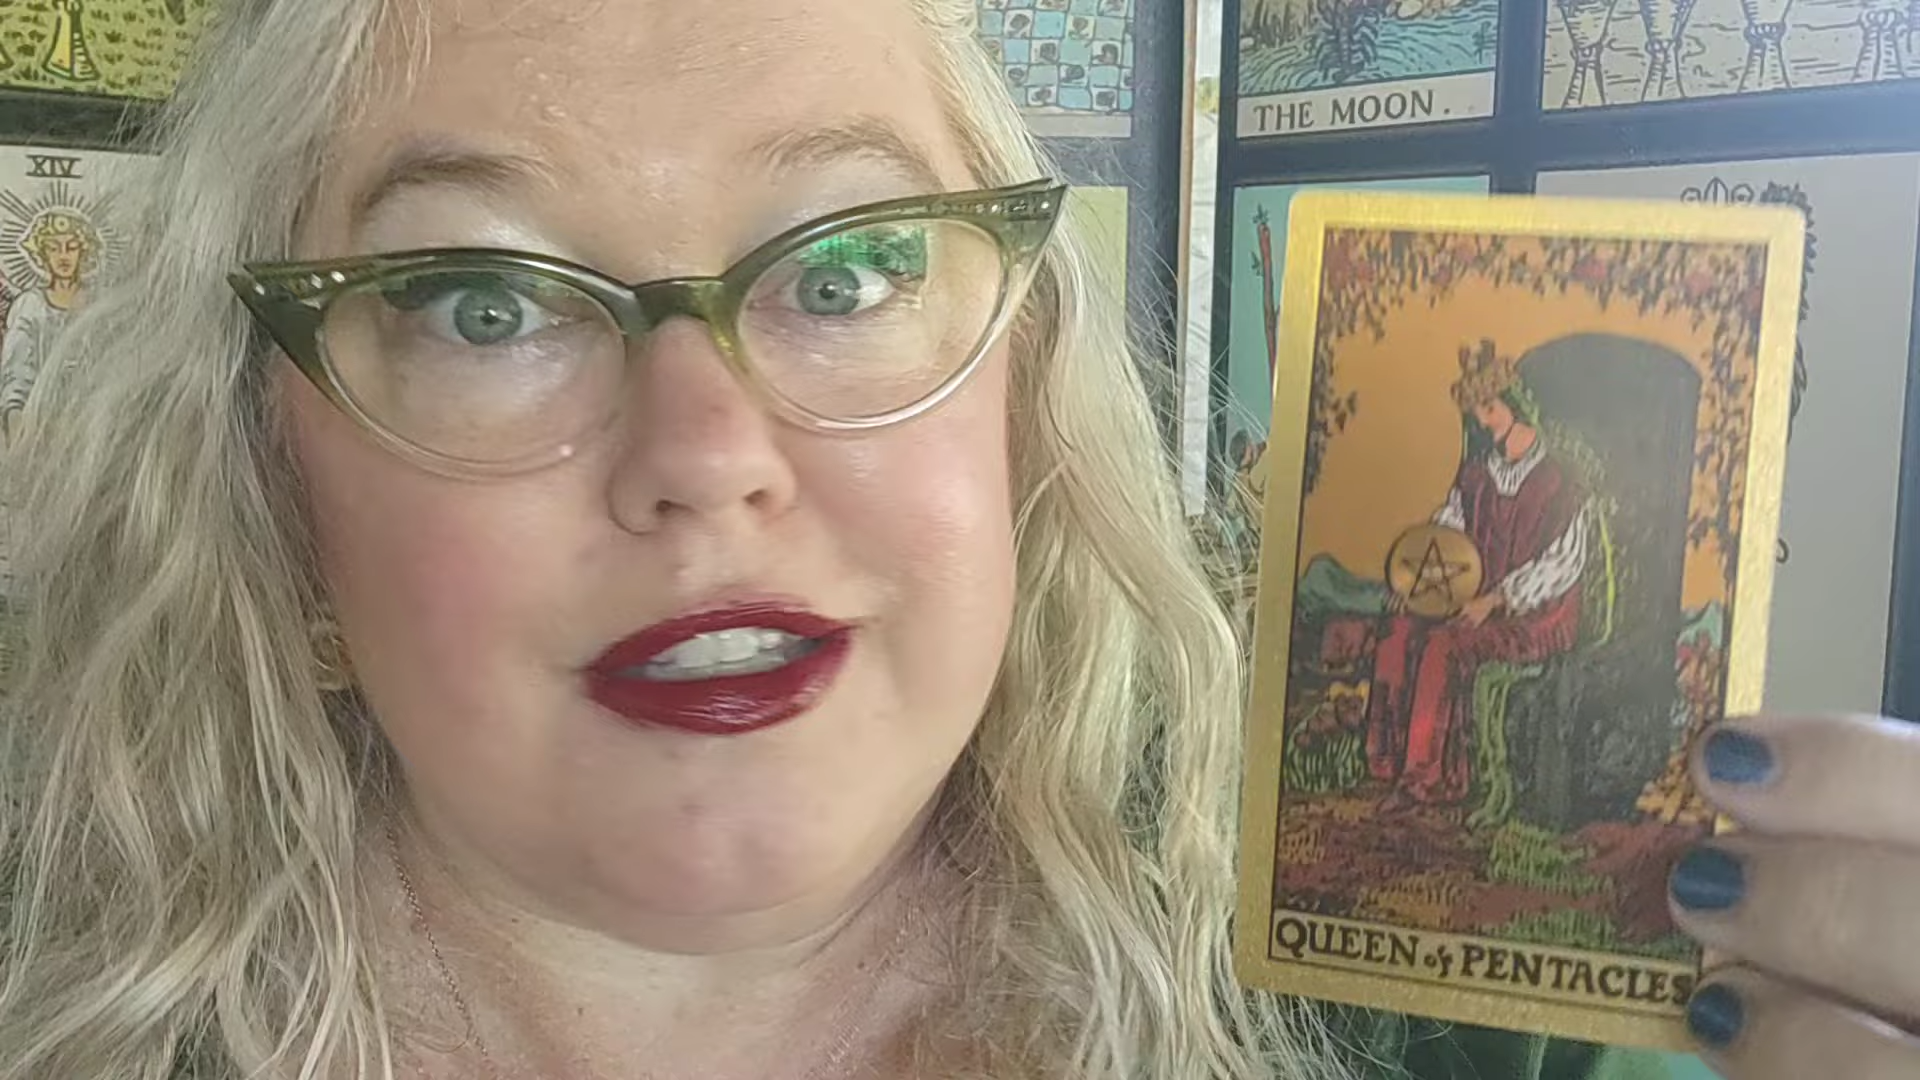 THE MOON.
XIV
QUEEN of PENTACLES